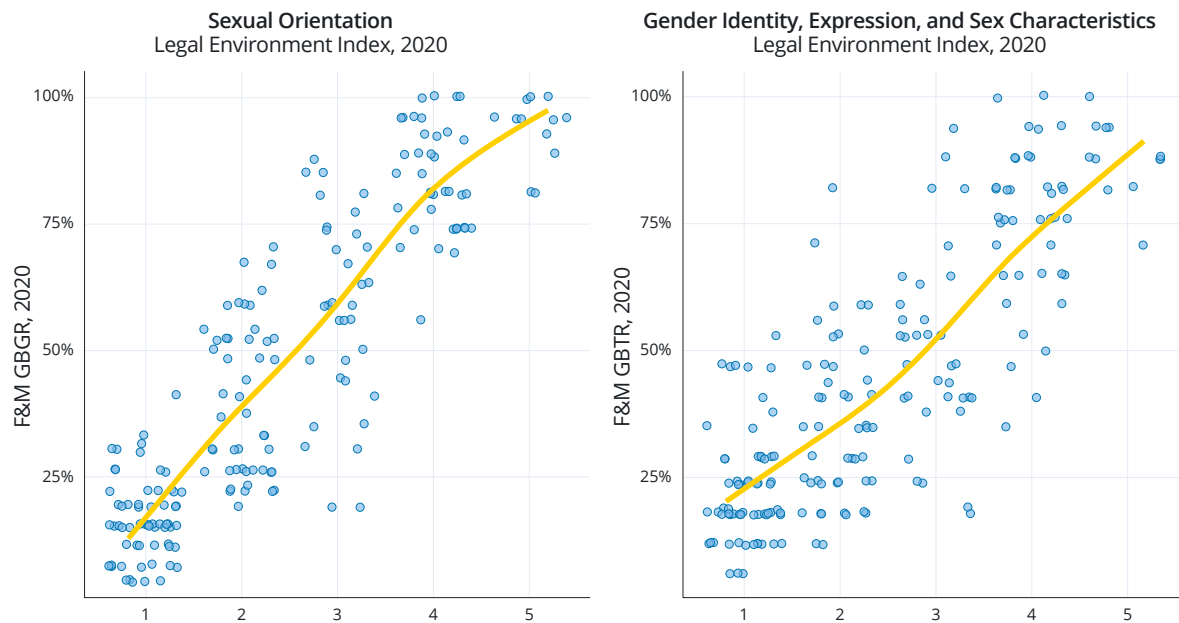 Sexual Orientation
Legal Environment Index, 2020
F&M GBGR, 2020
100%
75%
50%
25%
1 2 3 4 5
Gender Identity, Expression, and Sex Characteristics
Legal Environment Index, 2020
F&M GBTR, 2020
100%
75%
50%
25%
1 2 3 4 5